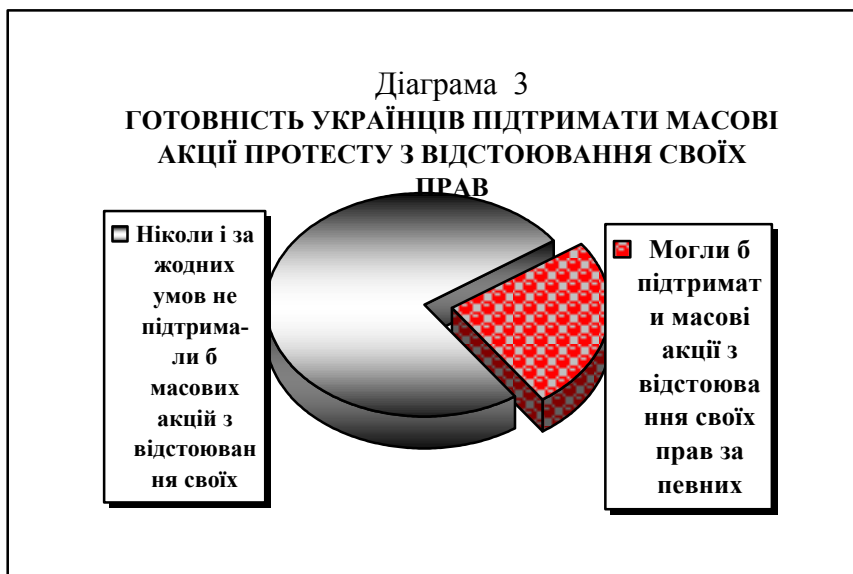 Діаграма 3
ГОТОВНІСТЬ УКРАЇНЦІВ ПІДТРИМАТИ МАСОВІ
АКЦІЇ ПРОТЕСТУ З ВІДСТОЮВАННЯ СВОЇХ
ПРАВ
Ніколи і за
жодних
умов не
підтрима-
ли б
масових
акцій з
відстоюван
ня своїх
Могли б
підтримат
и масові
акції з
відстоюва
ння своїх
прав за
певних